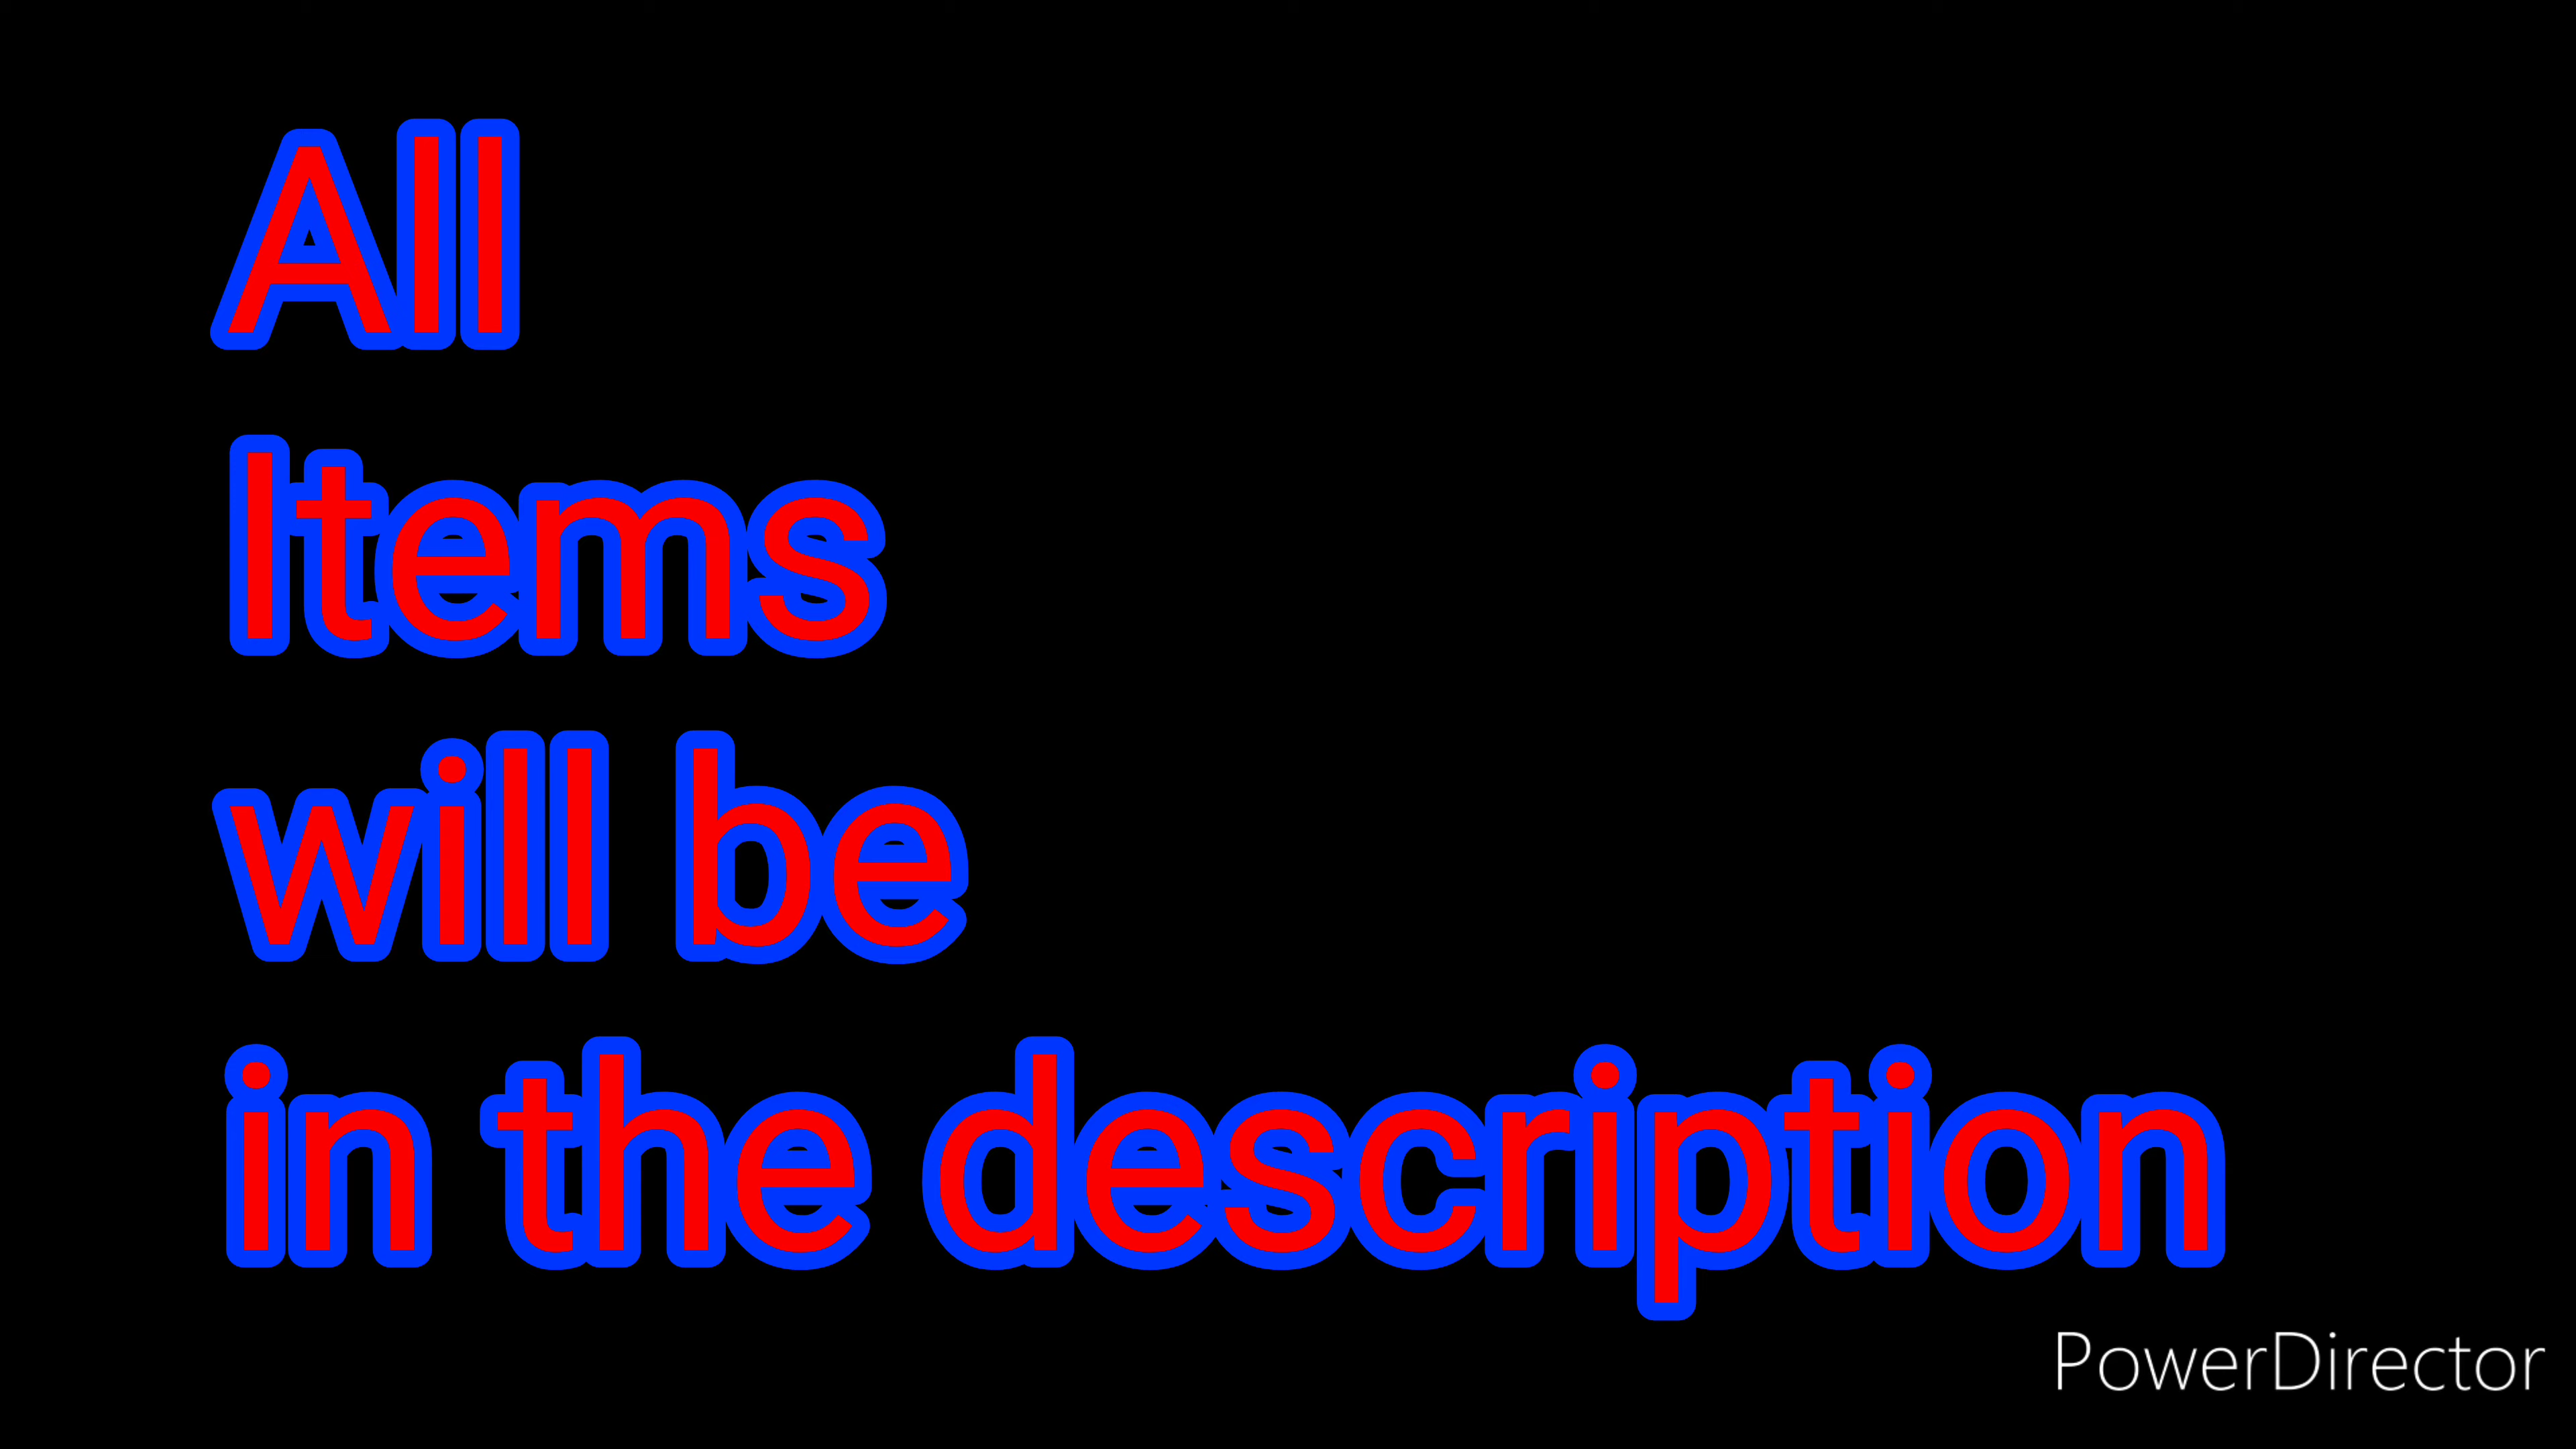 All
Items
will be
in the description
PowerDirector